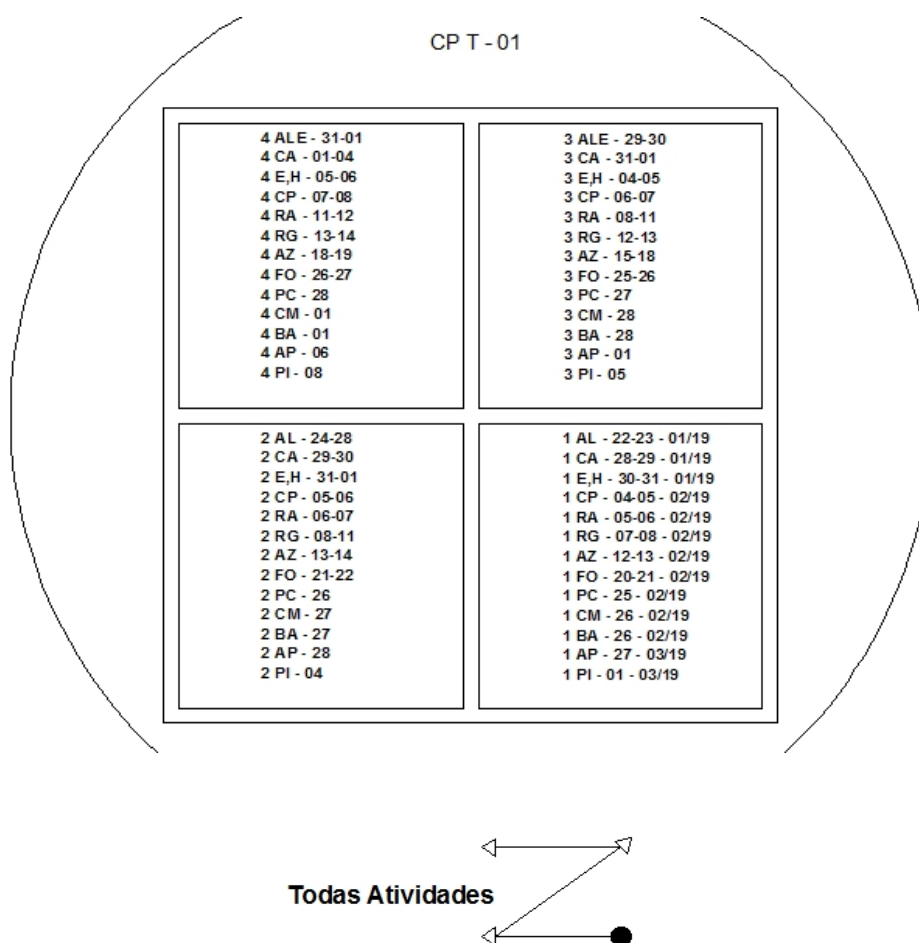 CP T - 01
4 ALE - 31-01
4 CA - 01-04
4 E,H - 05-06
4 CP - 07-08
4 RA - 11-12
4 RG - 13-14
4 AZ - 18-19
4 FO - 26-27
4 PC - 28
4 CM - 01
4 BA - 01
4 AP - 06
4 PI - 08
3 ALE - 29-30
3 CA - 31-01
3 E,H - 04-05
3 CP - 06-07
3 RA - 08-11
3 RG - 12-13
3 AZ - 15-18
3 FO - 25-26
3 PC - 27
3 CM - 28
3 BA - 28
3 AP - 01
3 PI - 05
2 AL - 24-28
2 CA - 29-30
2 E,H - 31-01
2 CP - 05-06
2 RA - 06-07
2 RG - 08-11
2 AZ - 13-14
2 FO - 21-22
2 PC - 26
2 CM - 27
2 BA - 27
2 AP - 28
2 PI - 04
1 AL - 22-23 - 01/19
1 CA - 28-29 - 01/19
1 E,H - 30-31 - 01/19
1 CP - 04-05 - 02/19
1 RA - 05-06 - 02/19
1 RG - 07-08 - 02/19
1 AZ - 12-13 - 02/19
1 FO - 20-21 - 02/19
1 PC - 25 - 02/19
1 CM - 26 - 02/19
1 BA - 26 - 02/19
1 AP - 27 - 03/19
1 PI - 01 - 03/19
Todas Atividades